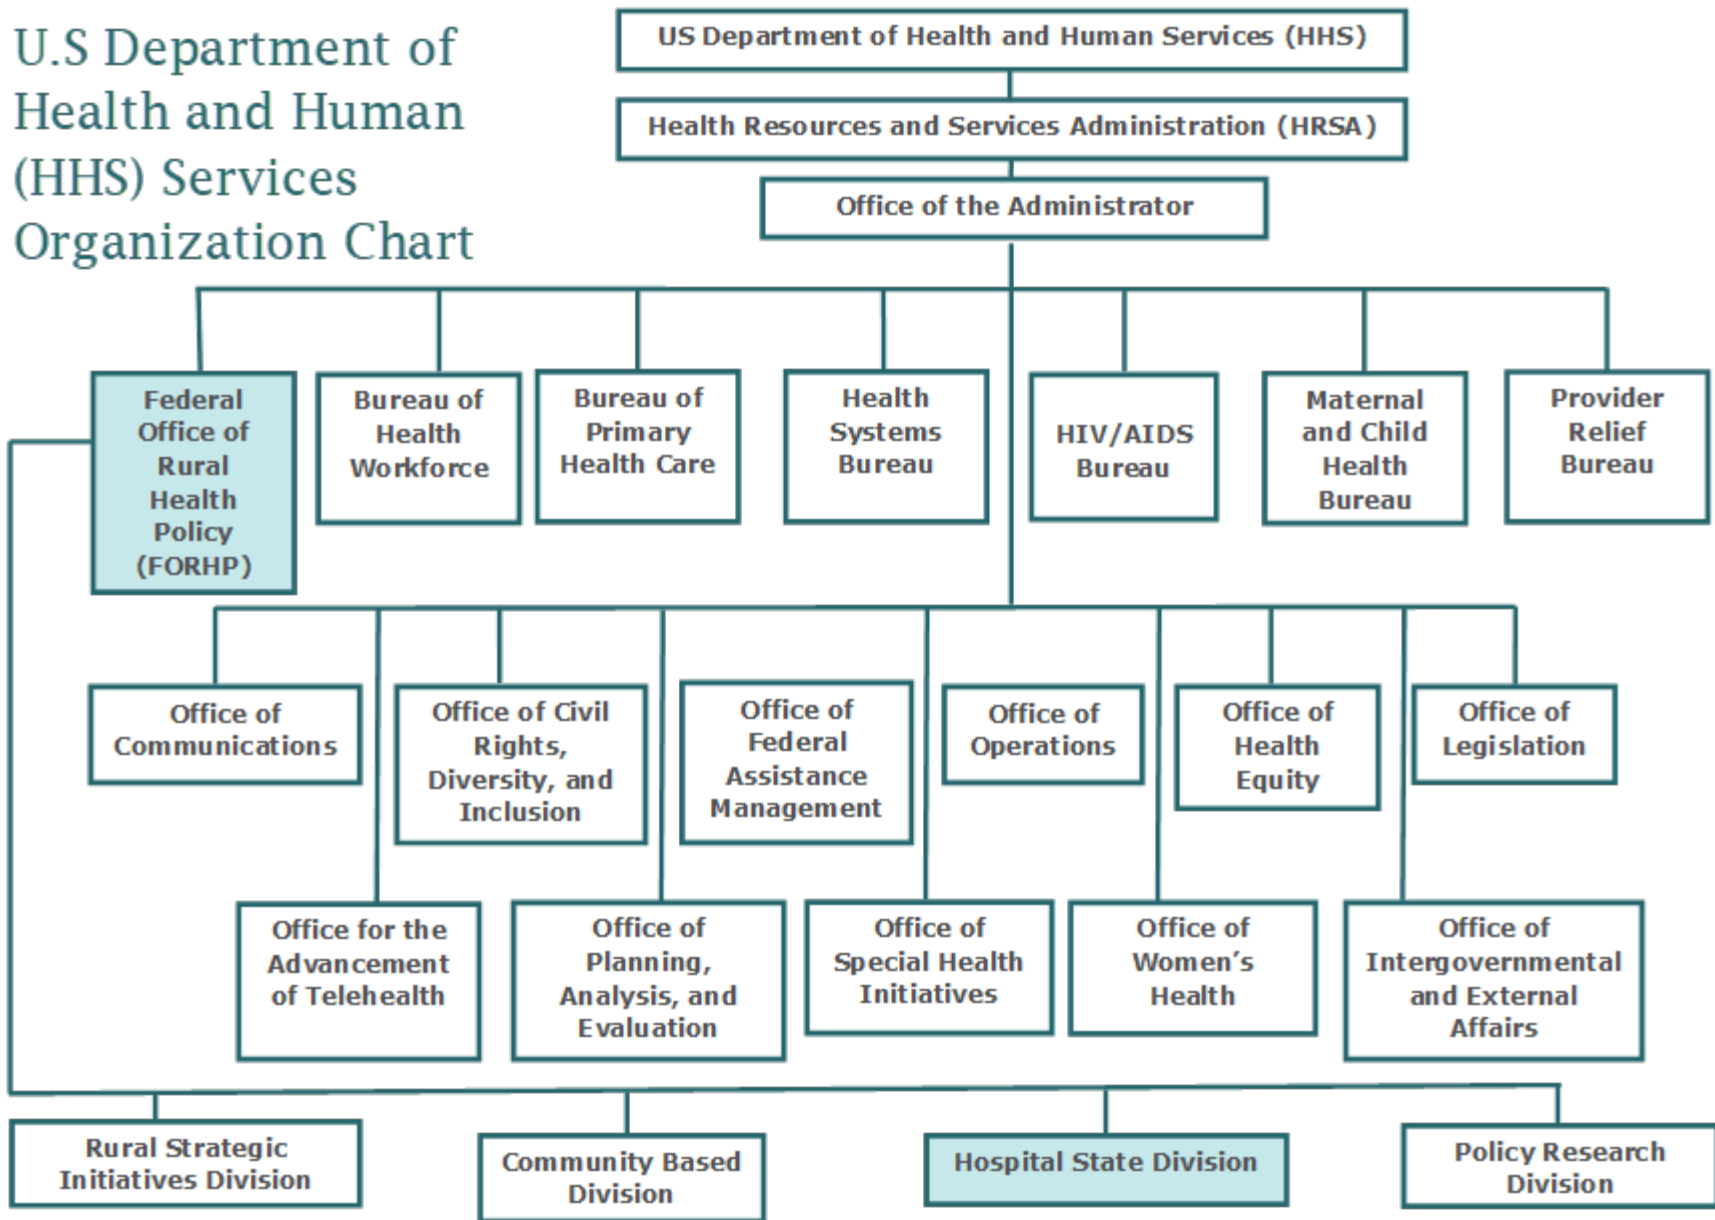 U.S Department of
Health and Human
(HHS) Services
Organization Chart
US Department of Health and Human Services (HHS)
Health Resources and Services Administration (HRSA)
Office of the Administrator
Federal
Office of
Rural
Health
Policy
(FORHP)
Bureau of
Health
Workforce
Bureau of
Primary
Health Care
Health
Systems
Bureau
HIV/AIDS
Bureau
Maternal
and Child
Health
Bureau
Provider
Relief
Bureau
Office of
Communications
Office of Civil
Rights,
Diversity, and
Inclusion
Office of
Federal
Assistance
Management
Office of
Operations
Office of
Health
Equity
Office of
Legislation
Office for the
Advancement
of Telehealth
Office of
Planning,
Analysis, and
Evaluation
Office of
Special Health
Initiatives
Office of
Women’s
Health
Office of
Intergovernmental
and External
Affairs
Rural Strategic
Initiatives Division
Community Based
Division
Hospital State Division
Policy Research
Division